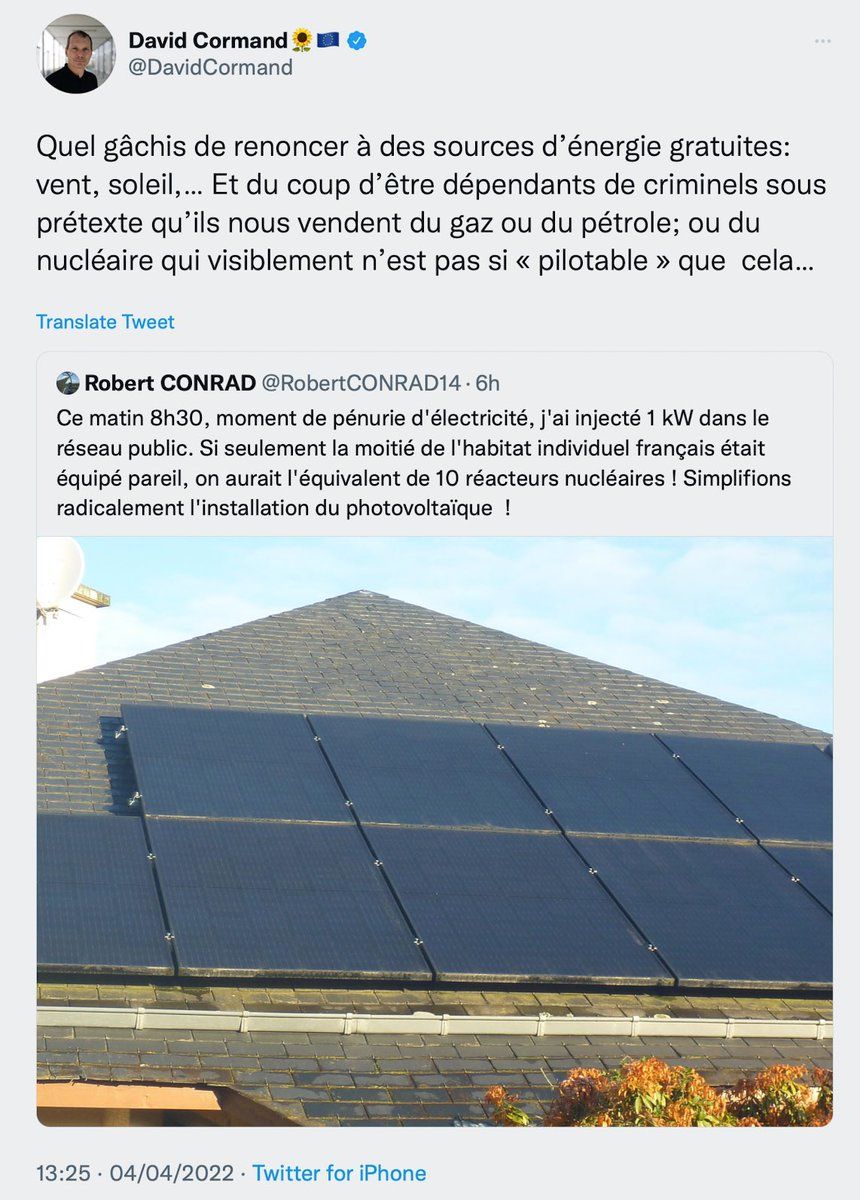 David Cormand🌻🇪🇺
@DavidCormand
Quel gâchis de renoncer à des sources d’énergie gratuites:
vent, soleil,… Et du coup d’être dépendants de criminels sous
prétexte qu’ils nous vendent du gaz ou du pétrole; ou du
nucléaire qui visiblement n’est pas si « pilotable » que  cela…
Translate Tweet
Robert CONRAD @RobertCONRAD14 · 6h
Ce matin 8h30, moment de pénurie d'électricité, j'ai injecté 1 kW dans le
réseau public. Si seulement la moitié de l'habitat individuel français était
équipé pareil, on aurait l'équivalent de 10 réacteurs nucléaires ! Simplifions
radicalement l'installation du photovoltaïque  !
13:25 · 04/04/2022 · Twitter for iPhone